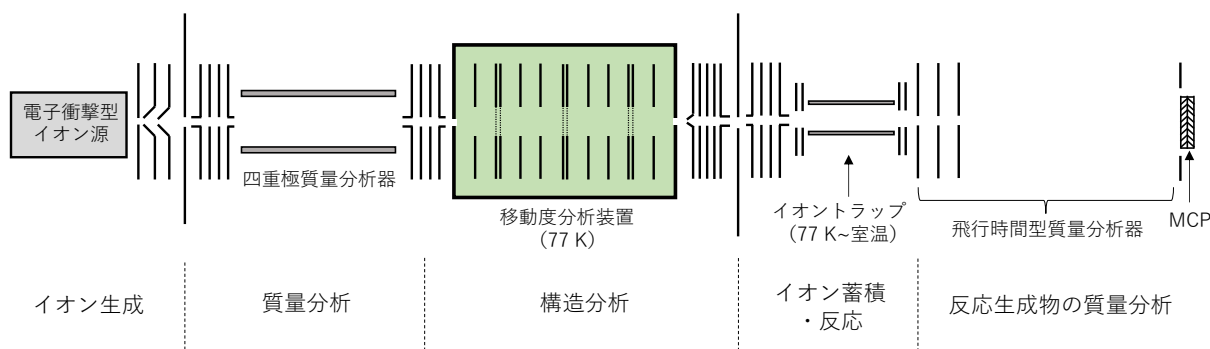 電子衝撃型
イオン源
四重極質量分析器
移動度分析装置
(77 K)
イオントラップ
(77 K~室温)
飛行時間型質量分析器
MCP
イオン生成
質量分析
構造分析
イオン蓄積
・反応
反応生成物の質量分析